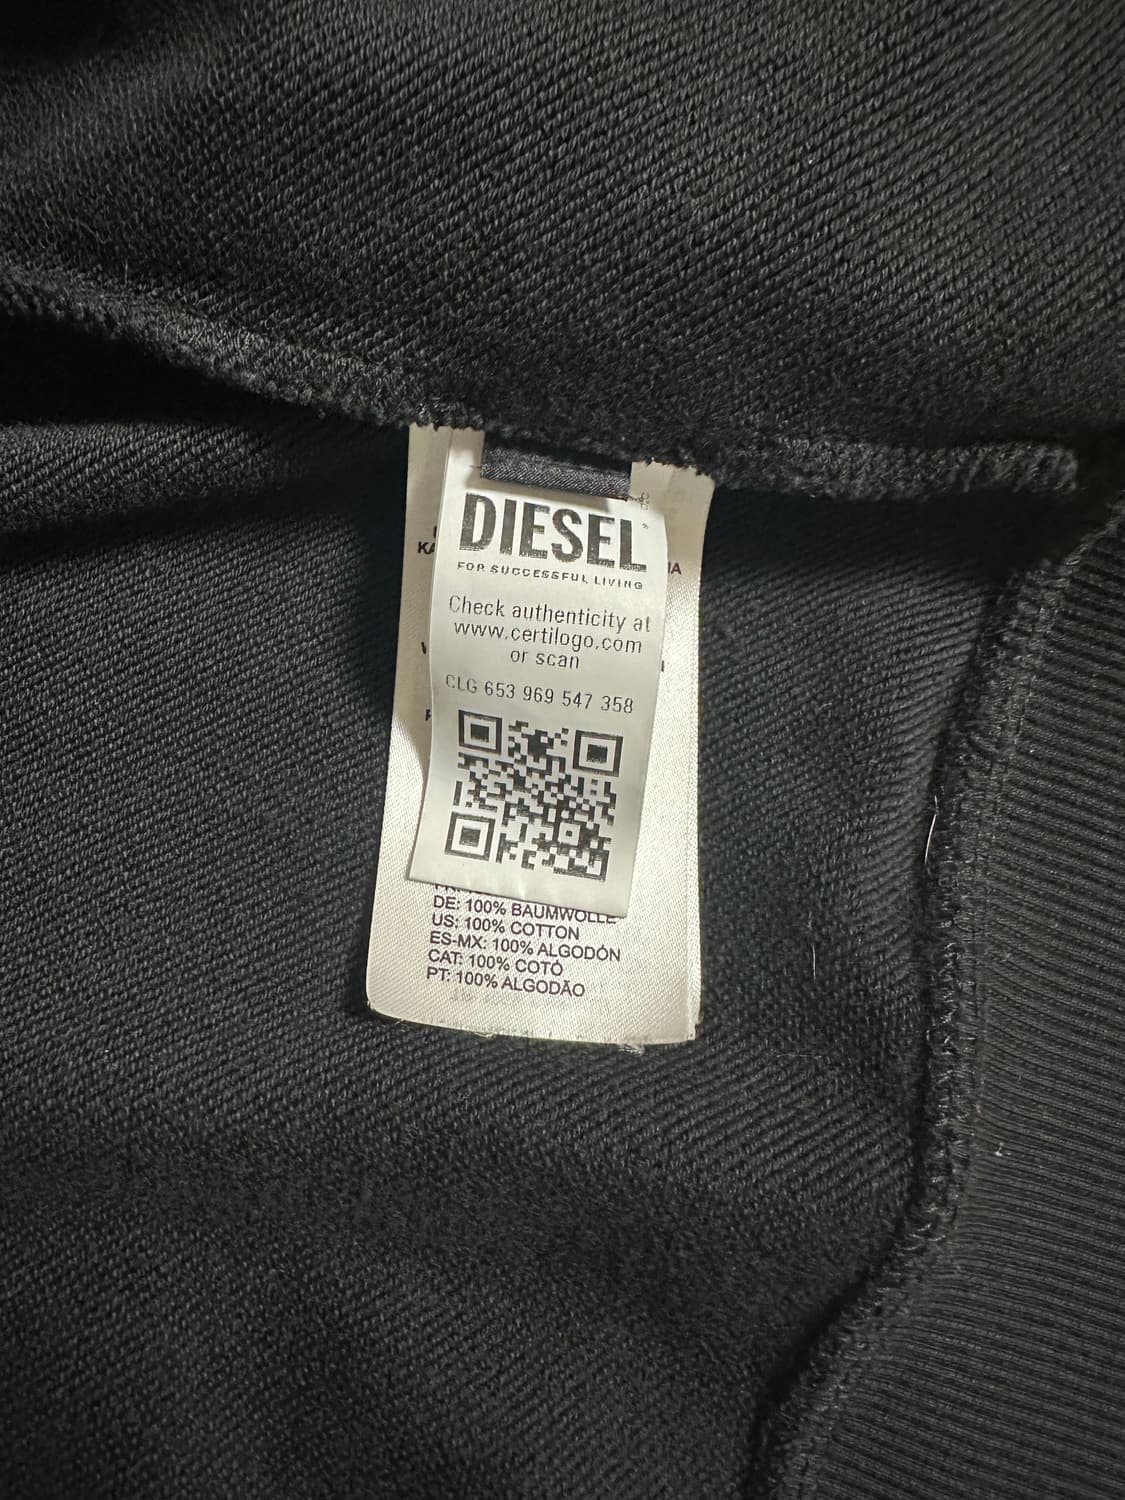 DIESEL
FOR SUCCESSFUL LIVING
Check authenticity at
www.certilogo.com
or scan
CLG 653 969 547 358
DE: 100% BAUMWOLLE
US: 100% COTTON
ES-MX: 100% ALGODÓN
CAT: 100% COTÓ
PT: 100% ALGODÃO